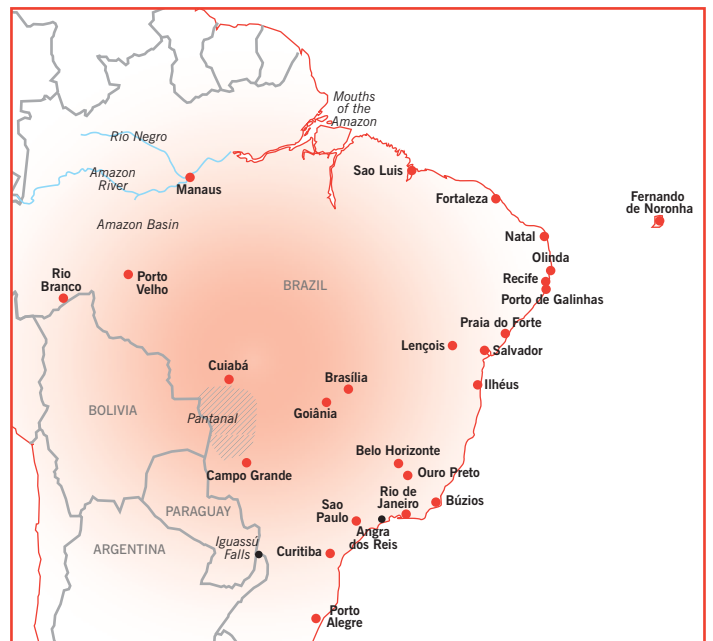 Mouths
of the
Amazon
Rio Negro
Amazon
River
Manaus
Sao Luis
Fortaleza
Fernando
de Noronha
Amazon Basin
Natal
Olinda
Rio
Branco
Porto
Velho
BRAZIL
Recife
Porto de Galinhas
Praia do Forte
Lençois
Salvador
Cuiabá
Brasília
Ilhéus
BOLIVIA
Pantanal
Goiânia
Belo Horizonte
Campo Grande
Ouro Preto
PARAGUAY
Sao
Paulo
Rio de
Janeiro
Búzios
Angra
dos Reis
ARGENTINA
Iguassú
Falls
Curitiba
Porto
Alegre